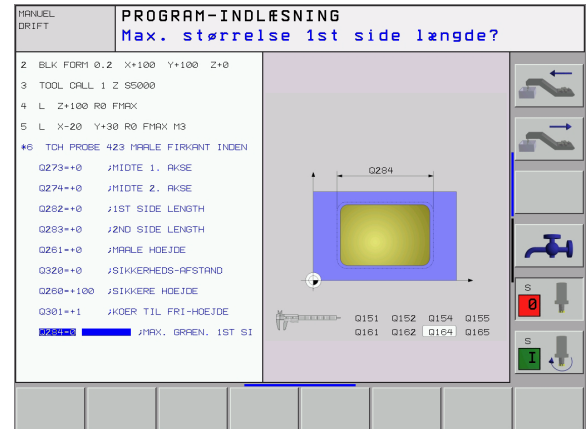 MANUEL
DRIFT
PROGRAM-INDLÆSNING
Max. størrelse 1st side længde?
2 BLK FORM 0.2 X+100 Y+100 Z+0
3 TOOL CALL 1 Z S5000
4 L Z+100 R0 FMAX
5 L X-20 Y+30 R0 FMAX M3
*6 TCH PROBE 423 MAALE FIRKANT INDEN
Q273=+0 ;MIDTE 1. AKSE
Q274=+0 ;MIDTE 2. AKSE
Q282=+0 ;1ST SIDE LENGTH
Q283=+0 ;2ND SIDE LENGTH
Q261=+0 ;MAALE HOEJDE
Q320=+0 ;SIKKERHEDS-AFSTAND
Q260=+100 ;SIKKERE HOEJDE
Q301=+1 ;KOER TIL FRI-HOEJDE
Q284=0 ;MAX. GRAEN. 1ST SI
Q284
Q151 Q152 Q154 Q155
Q161 Q162 Q164 Q165
S
0
S
I